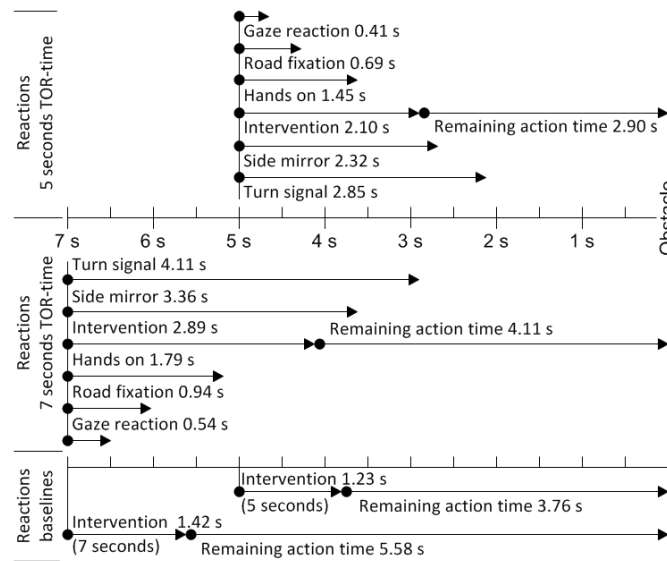 Reactions
5 seconds TOR-time
Gaze reaction 0.41 s
Road fixation 0.69 s
Hands on 1.45 s
Intervention 2.10 s
Remaining action time 2.90 s
Side mirror 2.32 s
Turn signal 2.85 s
7 s 6 s 5 s 4 s 3 s 2 s 1 s
Obstacle
Reactions
7 seconds TOR-time
Turn signal 4.11 s
Side mirror 3.36 s
Intervention 2.89 s
Remaining action time 4.11 s
Hands on 1.79 s
Road fixation 0.94 s
Gaze reaction 0.54 s
Reactions
baselines
Intervention 1.23 s
(5 seconds)
Remaining action time 3.76 s
Intervention 1.42 s
(7 seconds)
Remaining action time 5.58 s